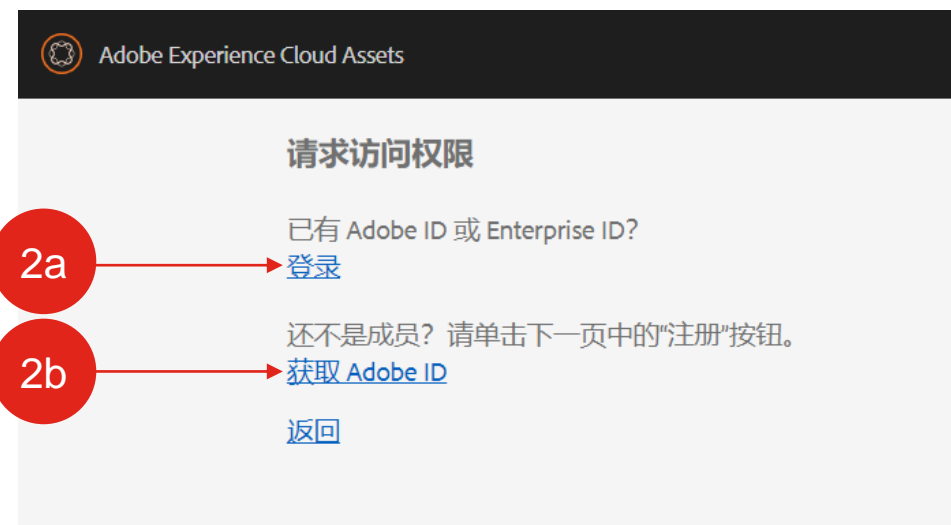 Adobe Experience Cloud Assets
请求访问权限
已有 Adobe ID 或 Enterprise ID?
2a
登录
还不是成员？请单击下一页中的“注册”按钮。
2b
获取 Adobe ID
返回